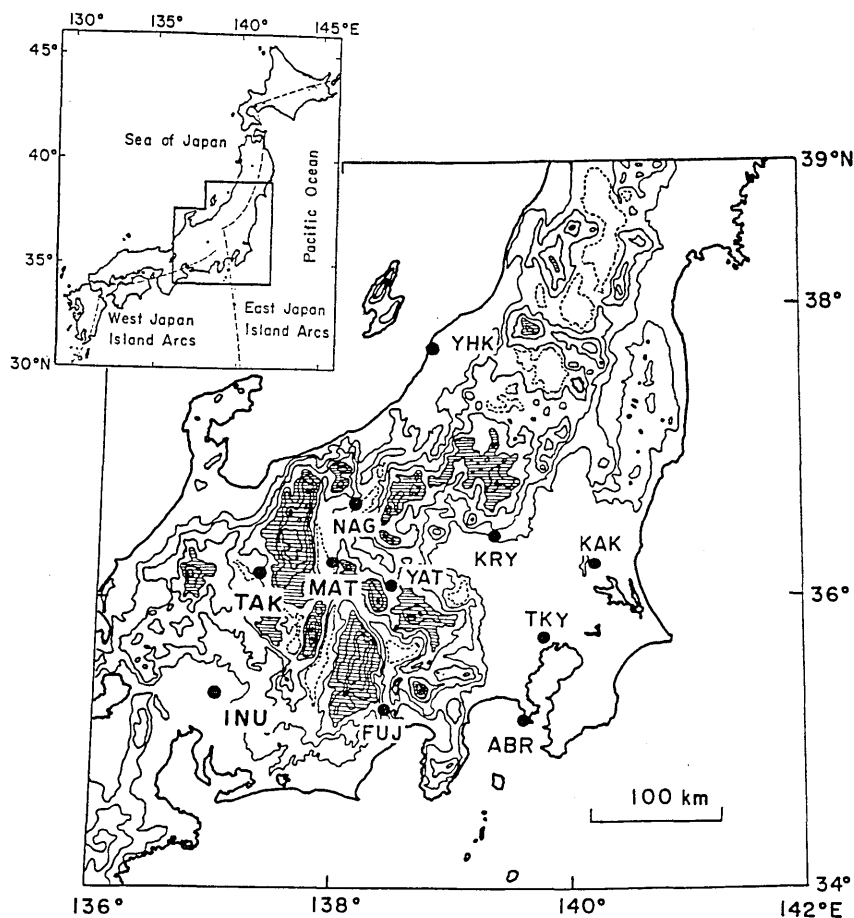 130° 135° 140° 145°E
45°
40°
35°
30°N
Sea of Japan
Pacific Ocean
West Japan
Island Arcs
East Japan
Island Arcs
39°N
38°
36°
34°
YHK
NAG
KRY
KAK
TAK
MAT
YAT
TKY
INU
FUJ
ABR
100 km
136° 138° 140° 142°E